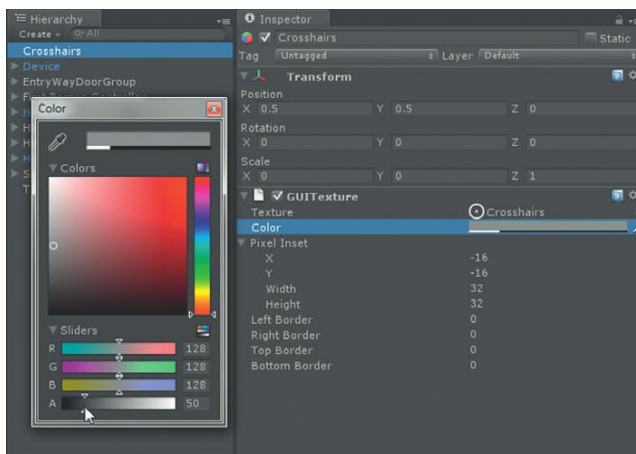 Hierarchy
Create
All
Crosshairs
Device
EntryWayDoorGroup
Color
Colors
Sliders
R 128
G 128
B 128
A 50
Inspector
Crosshairs Static
Tag Untagged Layer Default
Transform
Position
X 0.5 Y 0.5 Z 0
Rotation
X 0 Y 0 Z 0
Scale
X 0 Y 0 Z 1
GUITexture
Texture Crosshairs
Color
Pixel Inset
X -16
Y -16
Width 32
Height 32
Left Border 0
Right Border 0
Top Border 0
Bottom Border 0